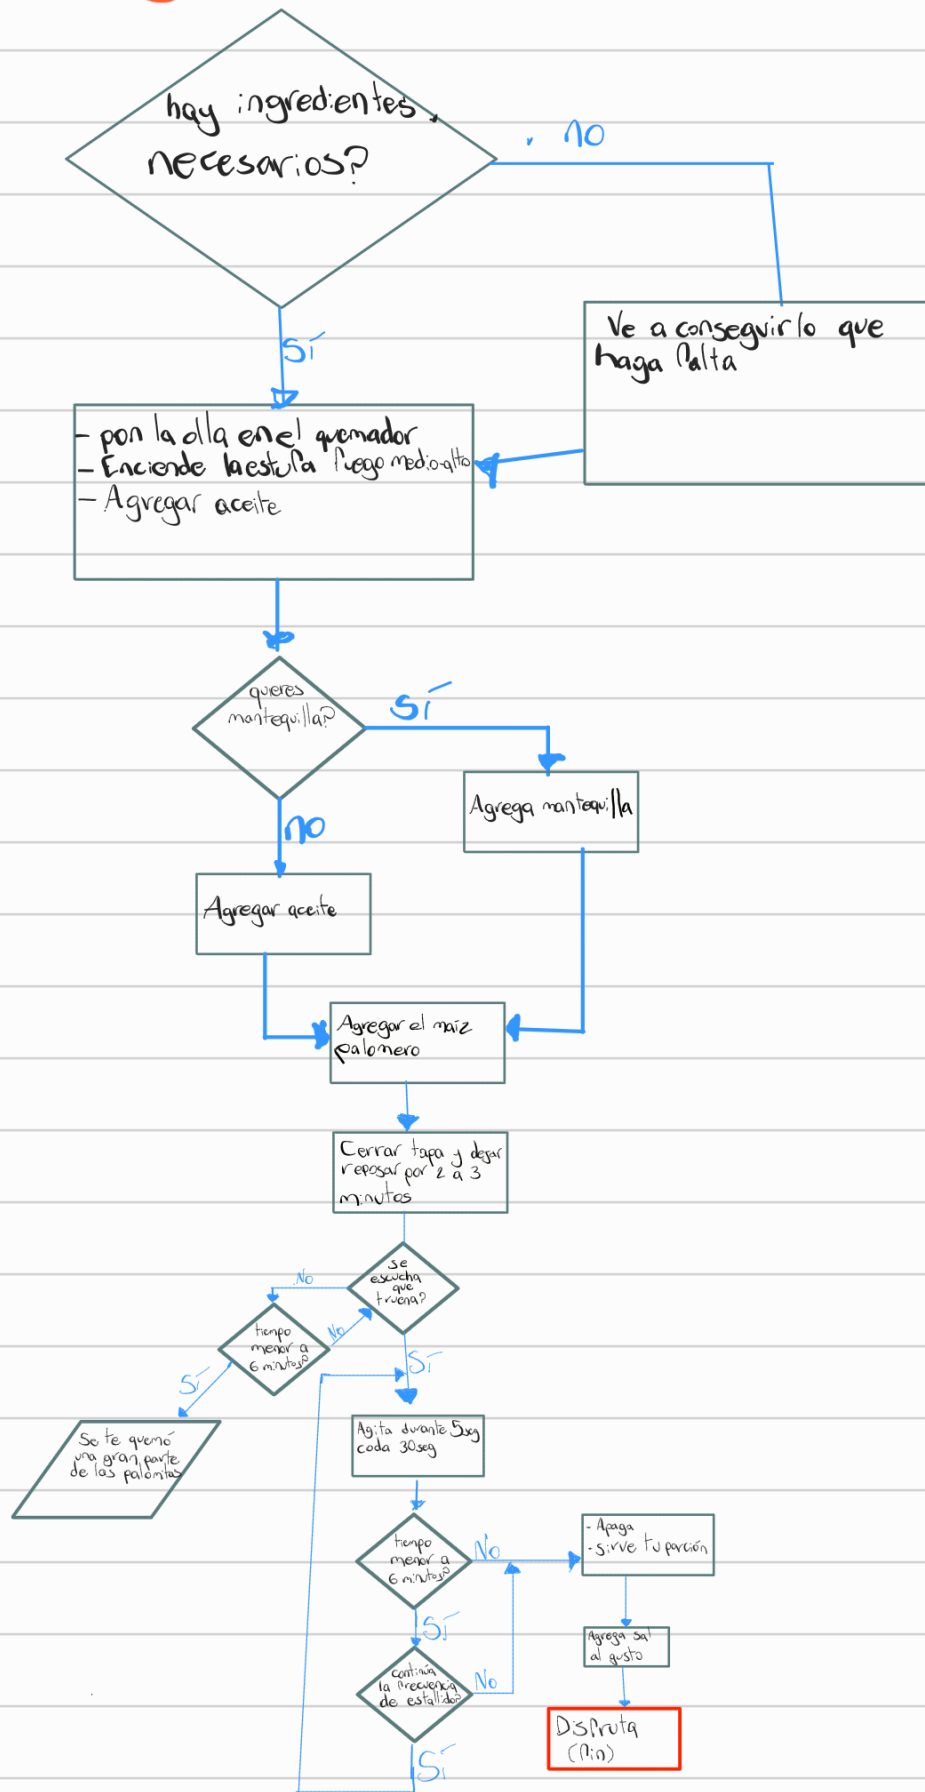 hay ingredientes
necesarios?
no
Sí
Ve a conseguir lo que
haga falta
- pon la olla en el quemador
- Enciende la estufa fuego medio-alto
- Agregar aceite
quieres
mantequilla?
Sí
Agrega mantequilla
no
Agregar aceite
Agregar el maíz
palomero
Cerrar tapa y dejar
reposar por 2 a 3
minutos
se
escucha
que
truena?
No
tiempo
menor a
6 minutos?
No
Sí
Sí
Se te quemó
una gran parte
de las palomitas
Agita durante 5seg
cada 30seg
tiempo
menor a
6 minutos?
No
- Apaga
- sirve tu porción
Sí
Agrega sal
al gusto
continúa
la frecuencia
de estallido?
No
Disfruta
(fin)
Sí